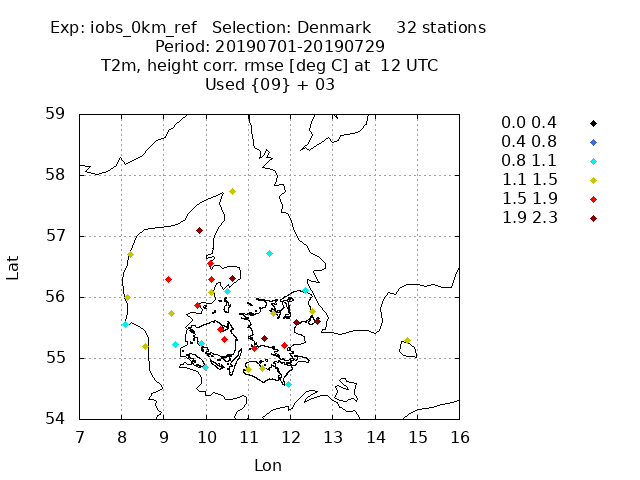 Exp: iobs_0km_ref   Selection: Denmark     32 stations
Period: 20190701-20190729
T2m, height corr. rmse [deg C] at  12 UTC
Used {09} + 03
59
58
57
56
55
54
Lat
7 8 9 10 11 12 13 14 15 16
Lon
0.0 0.4
0.4 0.8
0.8 1.1
1.1 1.5
1.5 1.9
1.9 2.3